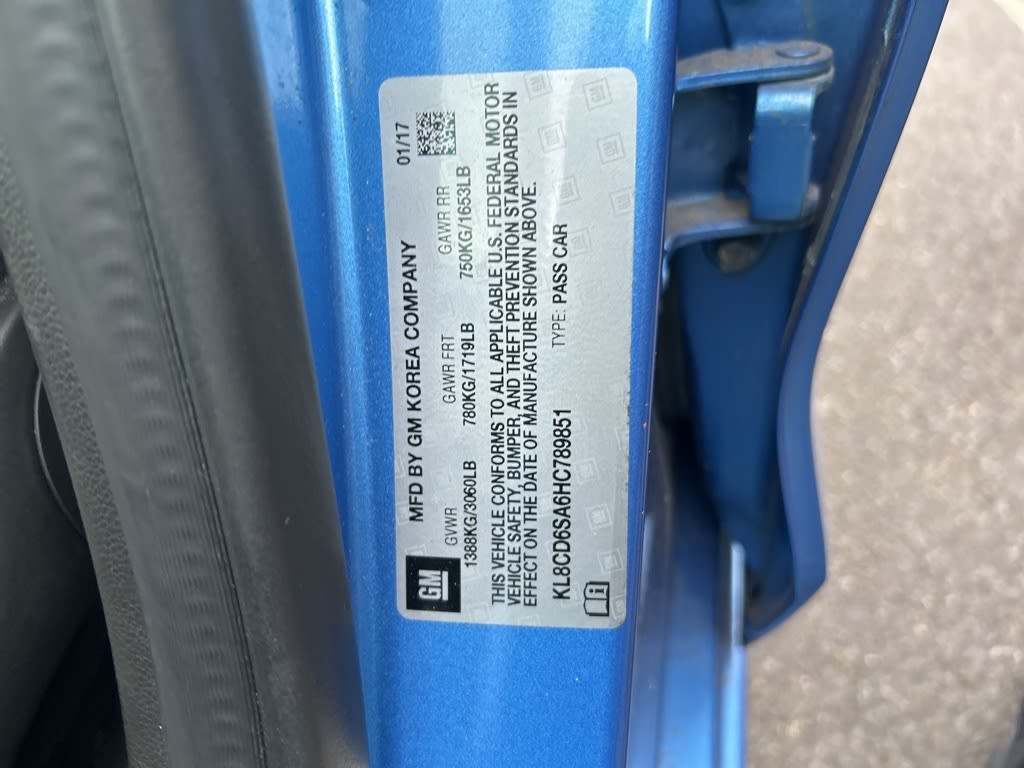 GM
MFD BY GM KOREA COMPANY 01/17
GVWR GAWR FRT GAWR RR
1388KG/3060LB 780KG/1719LB 750KG/1653LB
THIS VEHICLE CONFORMS TO ALL APPLICABLE U.S. FEDERAL MOTOR
VEHICLE SAFETY, BUMPER, AND THEFT PREVENTION STANDARDS IN
EFFECT ON THE DATE OF MANUFACTURE SHOWN ABOVE.
KL8CD6SA6HC789851 TYPE: PASS CAR